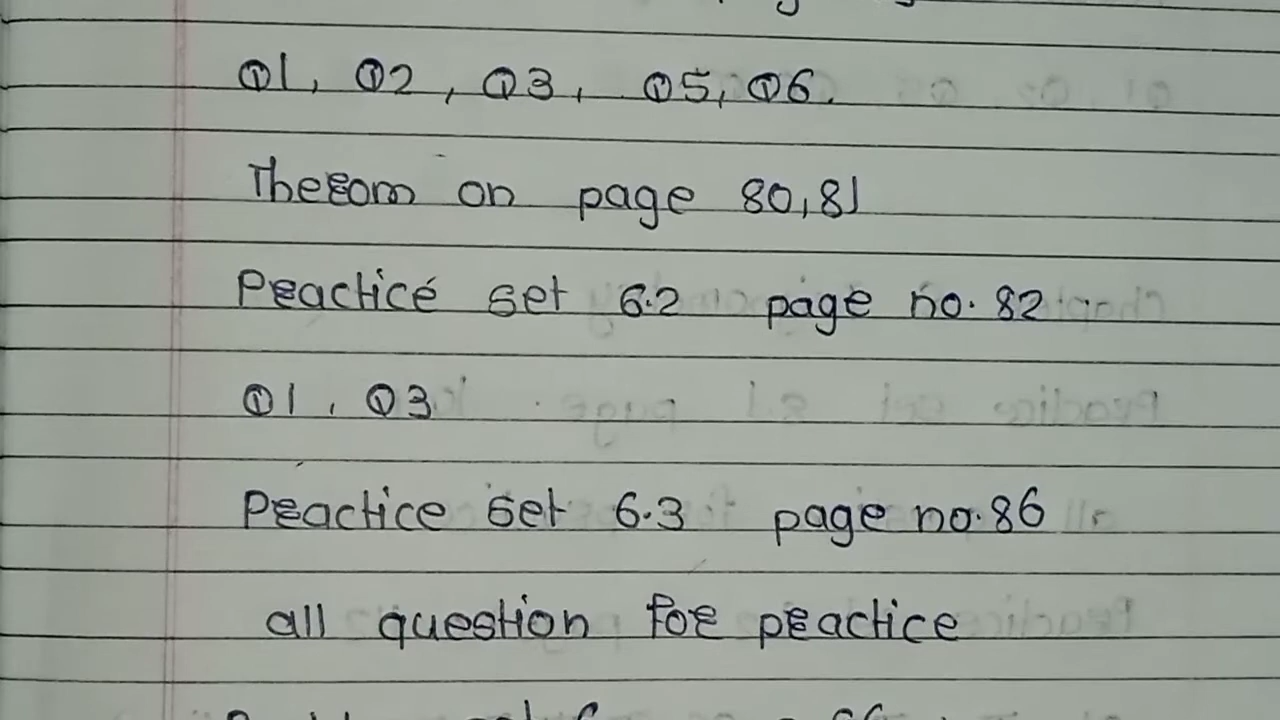 Q1, Q2, Q3, Q5, Q6.
Therom on page 80,81
Practice set 6.2 page no. 82
Q1, Q3
Practice set 6.3 page no. 86
all question for practice